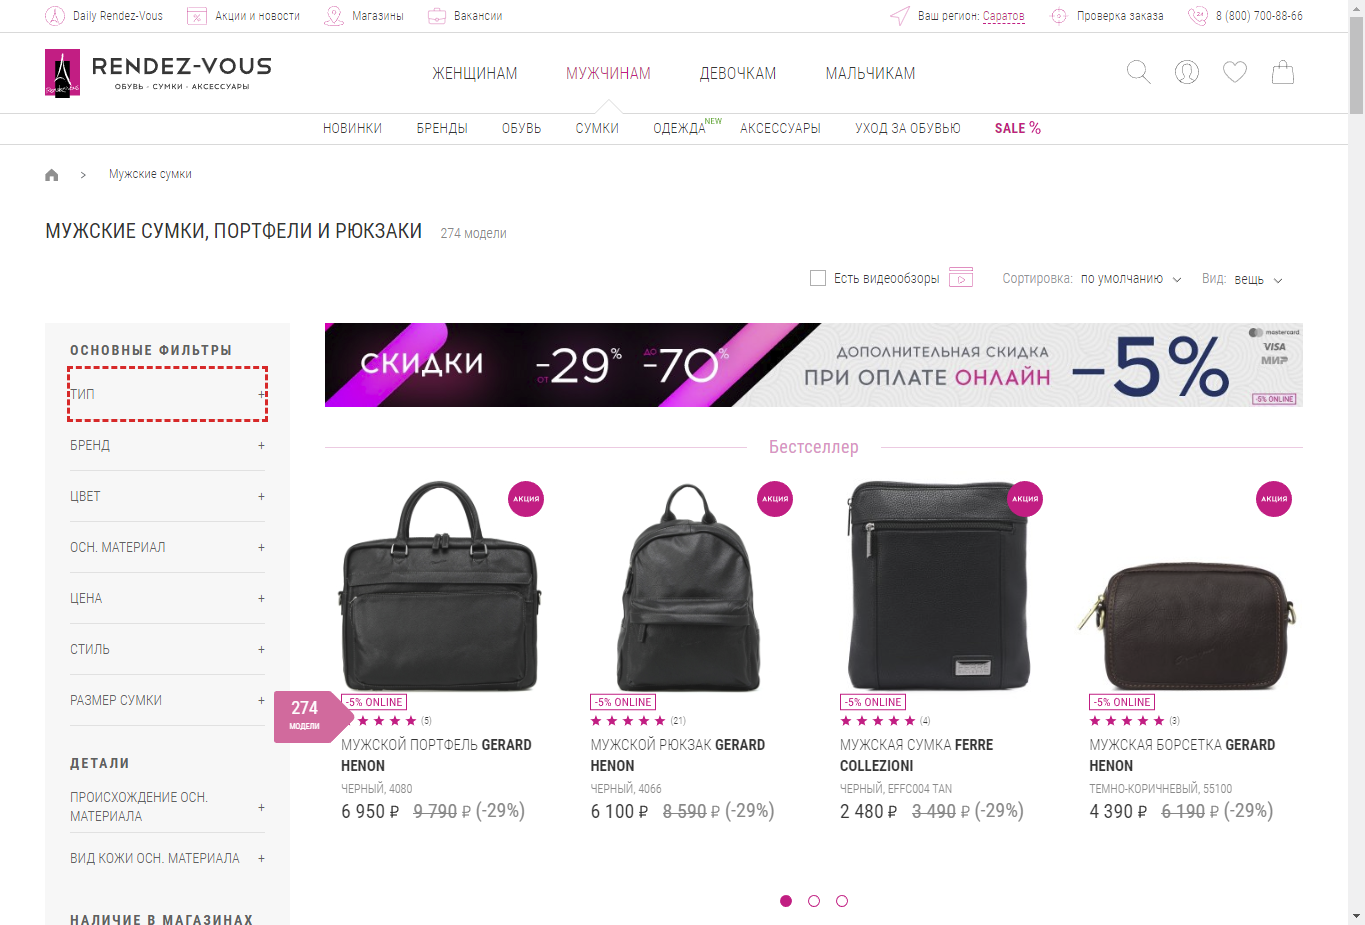 Daily Rendez-Vous
Акции и новости
Магазины
Вакансии
Ваш регион: Саратов
Проверка заказа
8 (800) 700-88-66
RENDEZ-VOUS
ОБУВЬ · СУМКИ · АКСЕССУАРЫ
ЖЕНЩИНАМ
МУЖЧИНАМ
ДЕВОЧКАМ
МАЛЬЧИКАМ
НОВИНКИ
БРЕНДЫ
ОБУВЬ
СУМКИ
ОДЕЖДА NEW
АКСЕССУАРЫ
УХОД ЗА ОБУВЬЮ
SALE %
> Мужские сумки
МУЖСКИЕ СУМКИ, ПОРТФЕЛИ И РЮКЗАКИ 274 модели
Есть видеообзоры
Сортировка: по умолчанию
Вид: вещь
ОСНОВНЫЕ ФИЛЬТРЫ
ТИП +
БРЕНД +
ЦВЕТ +
ОСН. МАТЕРИАЛ +
ЦЕНА +
СТИЛЬ +
РАЗМЕР СУМКИ +
274
МОДЕЛИ
ДЕТАЛИ
ПРОИСХОЖДЕНИЕ ОСН.
МАТЕРИАЛА +
ВИД КОЖИ ОСН. МАТЕРИАЛА +
НАЛИЧИЕ В МАГАЗИНАХ
СКИДКИ ОТ -29% ДО -70%
ДОПОЛНИТЕЛЬНАЯ СКИДКА
ПРИ ОПЛАТЕ ОНЛАЙН
-5%
mastercard
VISA
МИР
-5% ONLINE
Бестселлер
АКЦИЯ
-5% ONLINE
(5)
МУЖСКОЙ ПОРТФЕЛЬ GERARD
HENON
ЧЕРНЫЙ, 4080
6 950 ₽ 9 790 ₽ (-29%)
АКЦИЯ
-5% ONLINE
(21)
МУЖСКОЙ РЮКЗАК GERARD
HENON
ЧЕРНЫЙ, 4066
6 100 ₽ 8 590 ₽ (-29%)
АКЦИЯ
-5% ONLINE
(4)
МУЖСКАЯ СУМКА FERRE
COLLEZIONI
ЧЕРНЫЙ, EFFC004 TAN
2 480 ₽ 3 490 ₽ (-29%)
АКЦИЯ
-5% ONLINE
(3)
МУЖСКАЯ БОРСЕТКА GERARD
HENON
ТЕМНО-КОРИЧНЕВЫЙ, 55100
4 390 ₽ 6 190 ₽ (-29%)